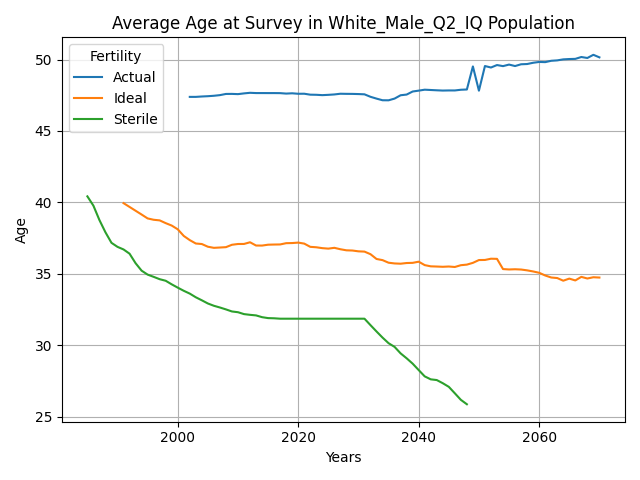 Average Age at Survey in White_Male_Q2_IQ Population
Fertility
Actual
Ideal
Sterile
Age
50
45
40
35
30
25
2000
2020
2040
2060
Years